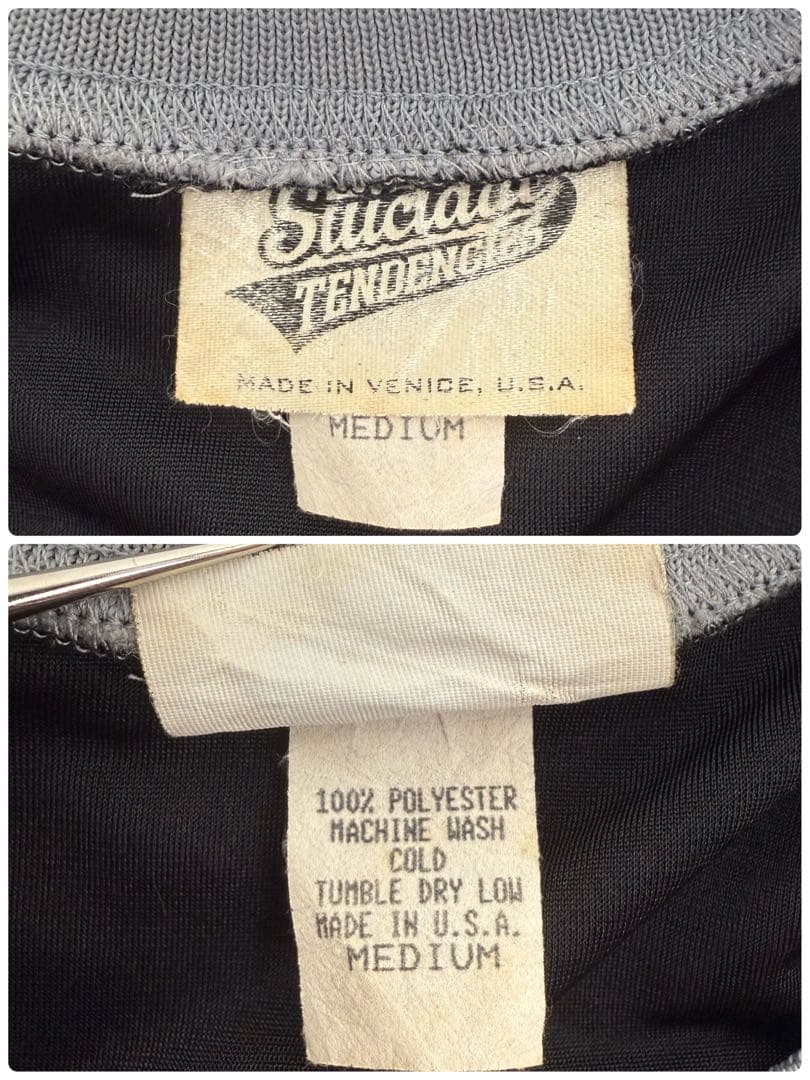 Suicidal
TENDENCIES
MADE IN VENICE, U.S.A.
MEDIUM
100% POLYESTER
MACHINE WASH
COLD
TUMBLE DRY LOW
MADE IN U.S.A.
MEDIUM